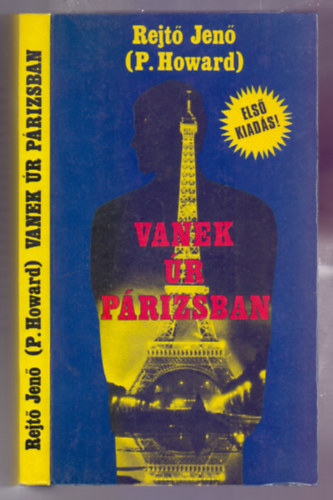 Rejtő Jenő (P. Howard) VANEK ÚR PÁRIZSBAN
Rejtő Jenő
(P. Howard)
ELSŐ
KIADÁS!
VANEK
ÚR
PÁRIZSBAN